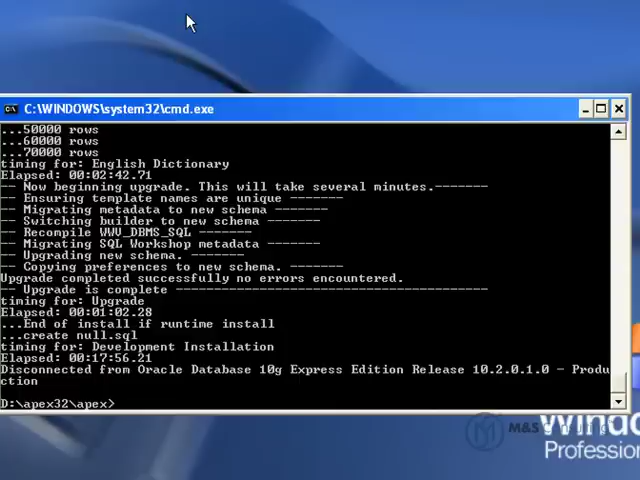 C:\WINDOWS\system32\cmd.exe
...50000 rows
...60000 rows
...70000 rows
timing for: English Dictionary
Elapsed: 00:02:42.71
-- Now beginning upgrade. This will take several minutes.-------
-- Ensuring template names are unique -------
-- Migrating metadata to new schema -------
-- Switching builder to new schema -------
-- Recompile WWV_DBMS_SQL -------
-- Migrating SQL Workshop metadata -------
-- Upgrading new schema. -------
-- Copying preferences to new schema. -------
Upgrade completed successfully no errors encountered.
-- Upgrade is complete -----------------------------------------
timing for: Upgrade
Elapsed: 00:01:02.28
...End of install if runtime install
...create null.sql
timing for: Development Installation
Elapsed: 00:17:56.21
Disconnected from Oracle Database 10g Express Edition Release 10.2.0.1.0 - Produ
ction
D:\apex32\apex>
M&S Consulting
Windo
Profession